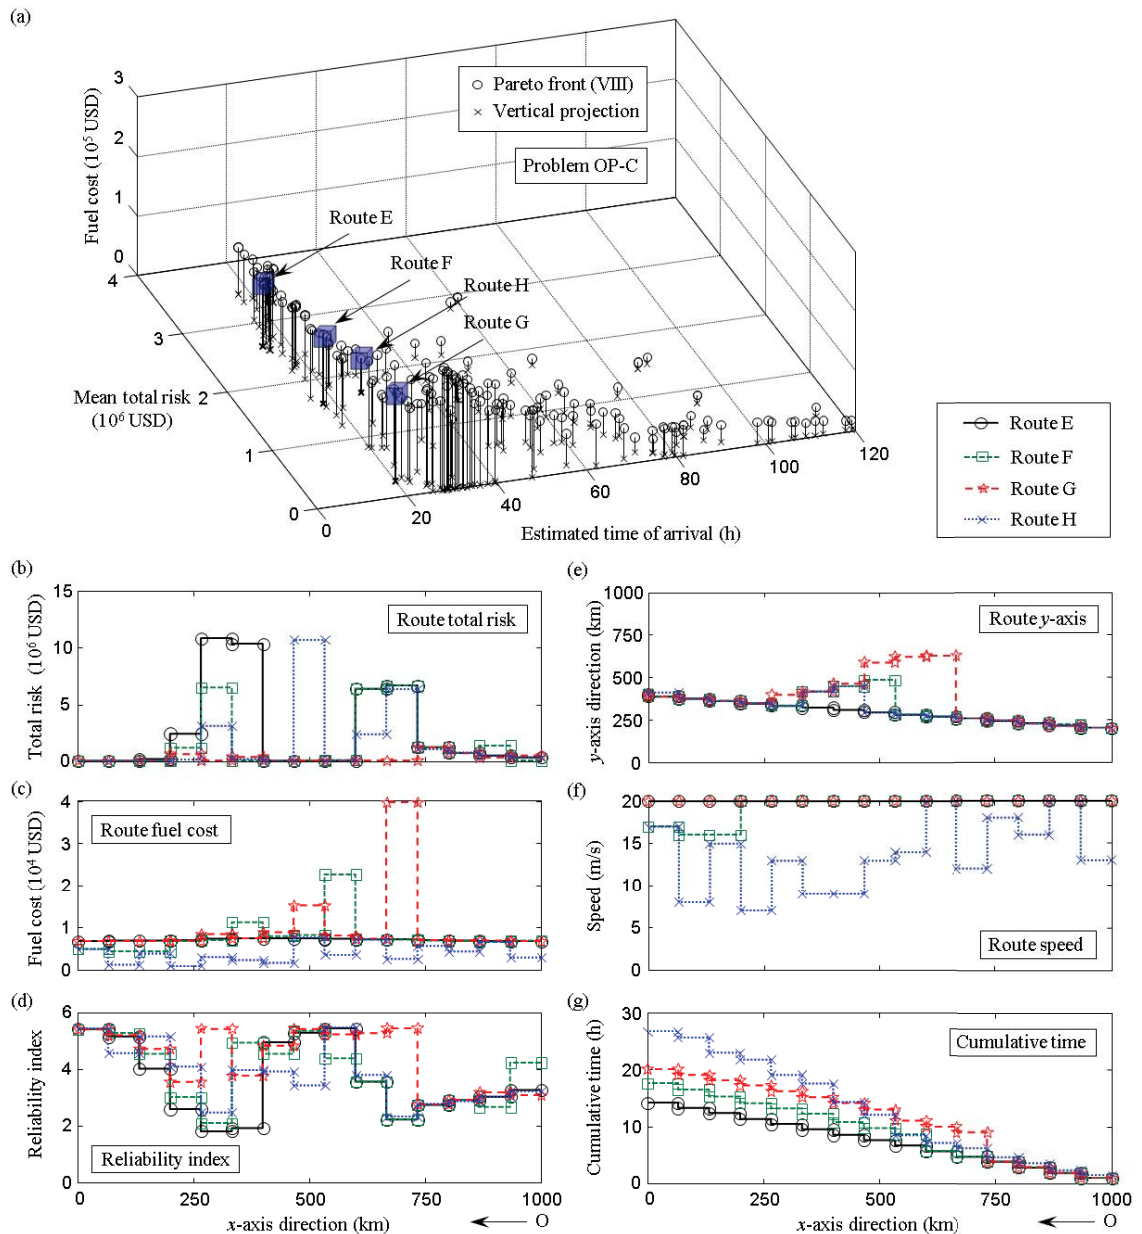 (a)
Fuel cost (10⁵ USD)
3
2
1
0
4
3
2
1
0
Mean total risk
(10⁶ USD)
0
20
40
60
80
100
120
Estimated time of arrival (h)
Pareto front (VIII)
Vertical projection
Problem OP-C
Route E
Route F
Route H
Route G
Route E
Route F
Route G
Route H
(b)
Total risk (10⁶ USD)
15
10
5
0
Route total risk
(c)
Fuel cost (10⁴ USD)
4
3
2
1
0
Route fuel cost
(d)
Reliability index
6
4
2
0
Reliability index
0 250 500 750 1000
x-axis direction (km)
O
(e)
y-axis direction (km)
1000
750
500
250
0
Route y-axis
(f)
Speed (m/s)
20
15
10
5
0
Route speed
(g)
Cumulative time (h)
30
20
10
0
Cumulative time
0 250 500 750 1000
x-axis direction (km)
O